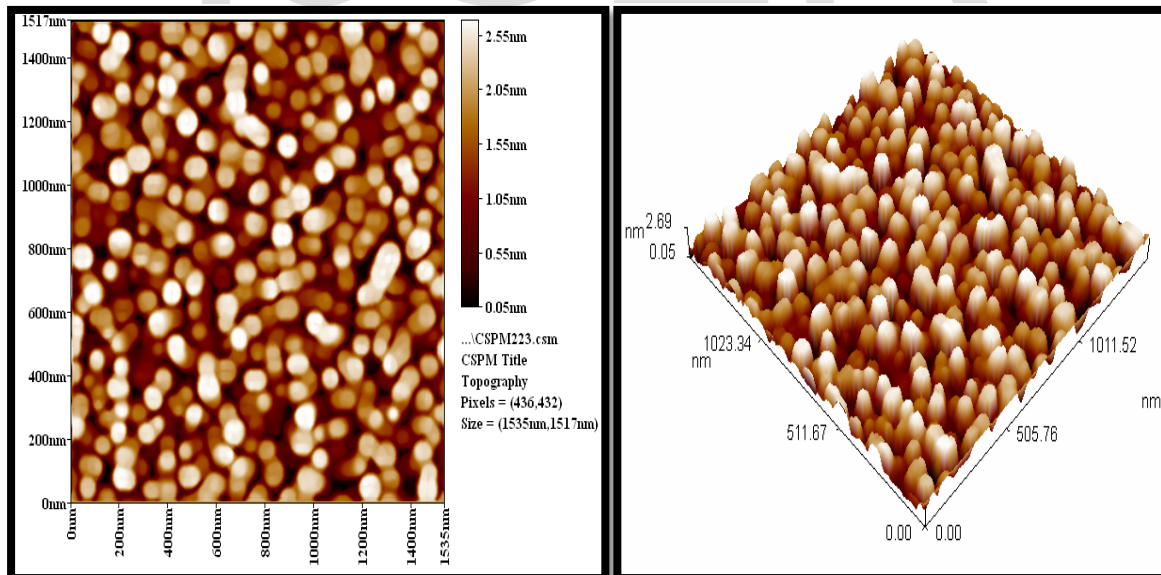 1517nm
1400nm
1200nm
1000nm
800nm
600nm
400nm
200nm
0nm
0nm
200nm
400nm
600nm
800nm
1000nm
1200nm
1400nm
1535nm
2.55nm
2.05nm
1.55nm
1.05nm
0.55nm
0.05nm
...\CSPM223.csm
CSPM Title
Topography
Pixels = (436,432)
Size = (1535nm,1517nm)
nm 2.69
0.05
1023.34
nm
511.67
0.00
0.00
505.76
1011.52
nm